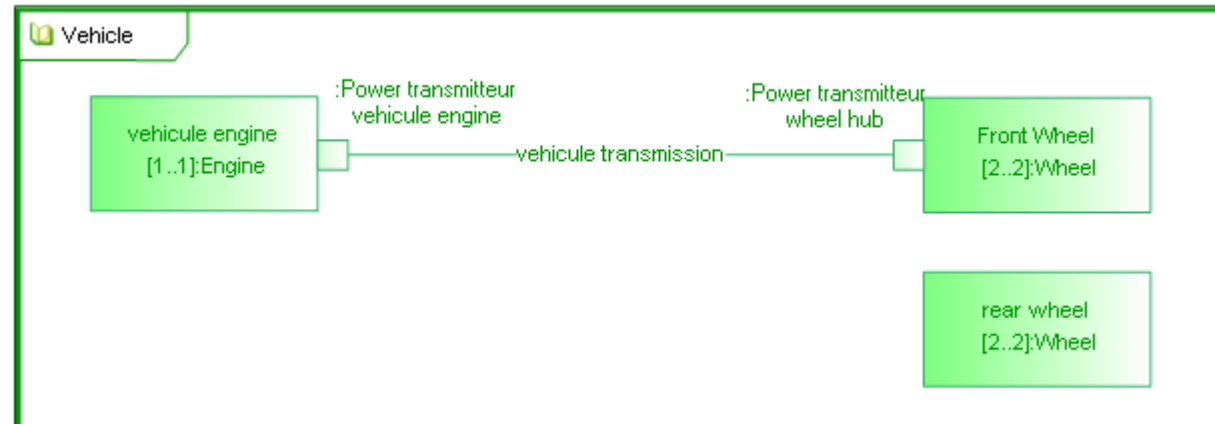 Vehicle
:Power transmitteur
vehicule engine
:Power transmitteur
wheel hub
vehicule engine
[1..1]:Engine
vehicule transmission
Front Wheel
[2..2]:Wheel
rear wheel
[2..2]:Wheel